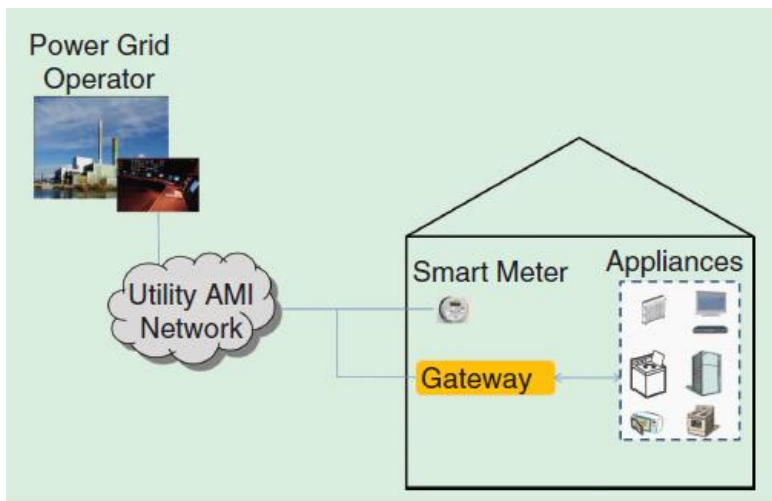 Power Grid
Operator
Utility AMI
Network
Smart Meter
Appliances
Gateway